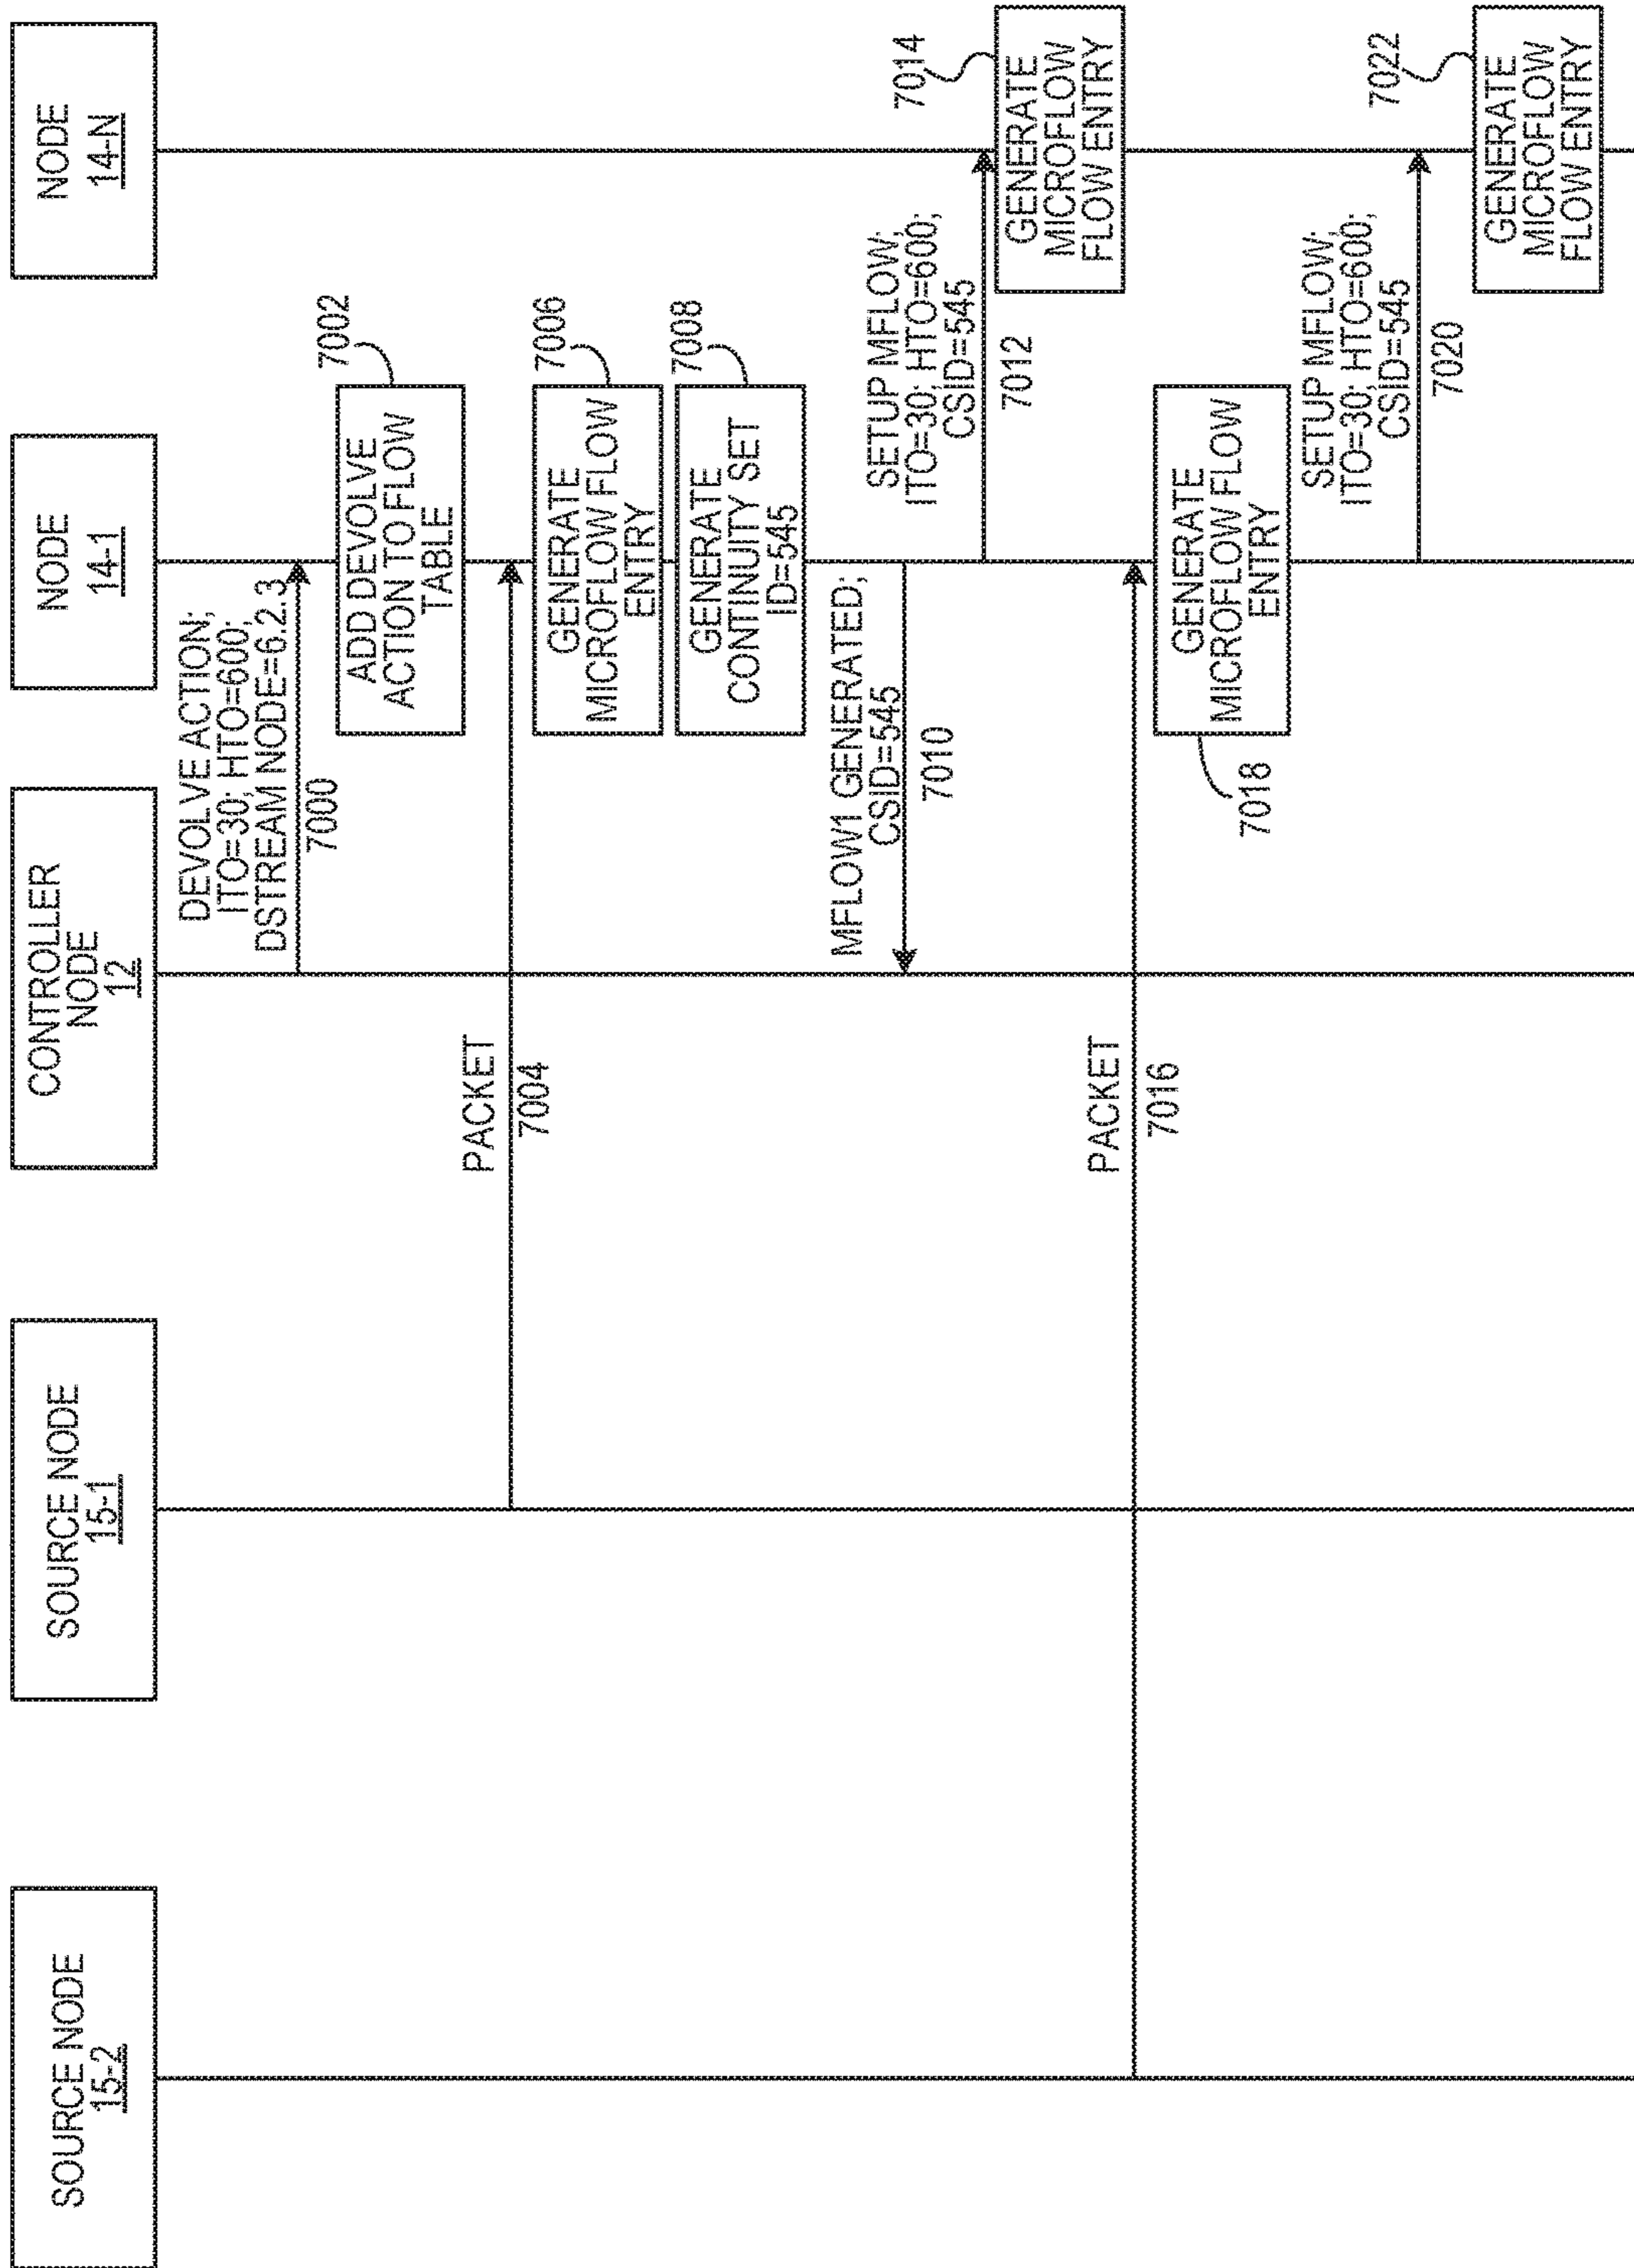 SOURCE NODE
15-2
SOURCE NODE
15-1
CONTROLLER
NODE
12
NODE
14-1
NODE
14-N
DEVOLVE ACTION;
ITO=30; HTO=600;
DSTREAM NODE=6.2.3
7000
ADD DEVOLVE
ACTION TO FLOW
TABLE
7002
PACKET
7004
GENERATE
MICROFLOW FLOW
ENTRY
7006
GENERATE
CONTINUITY SET
ID=545
7008
MFLOW1 GENERATED;
CSID=545
7010
SETUP MFLOW;
ITO=30; HTO=600;
CSID=545
7012
GENERATE
MICROFLOW
FLOW ENTRY
7014
PACKET
7016
GENERATE
MICROFLOW FLOW
ENTRY
7018
SETUP MFLOW;
ITO=30; HTO=600;
CSID=545
7020
GENERATE
MICROFLOW
FLOW ENTRY
7022